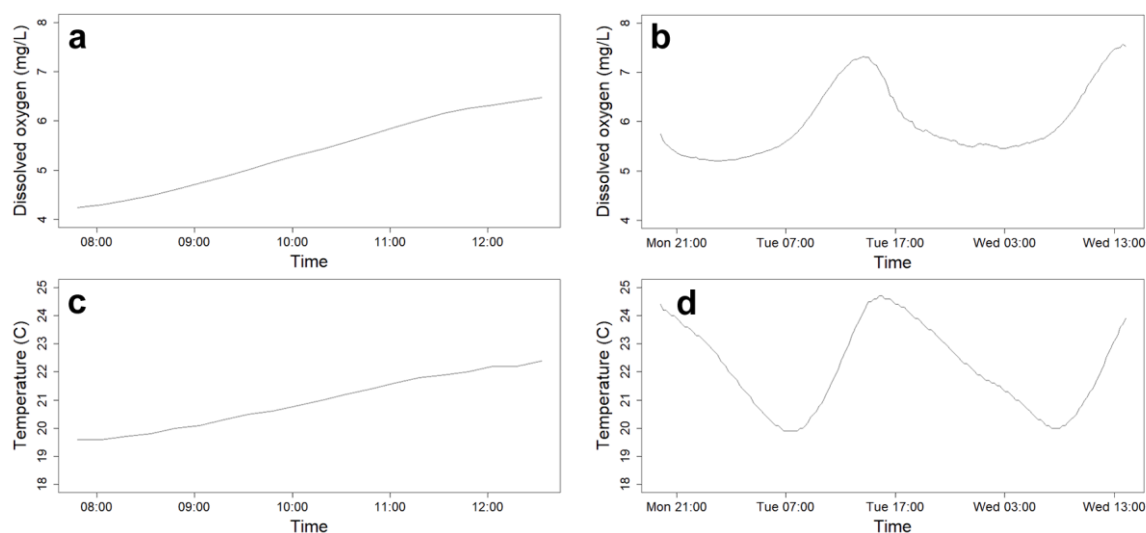 a
Dissolved oxygen (mg/L)
8
7
6
5
4
08:00 09:00 10:00 11:00 12:00
Time
b
Dissolved oxygen (mg/L)
8
7
6
5
4
Mon 21:00 Tue 07:00 Tue 17:00 Wed 03:00 Wed 13:00
Time
c
Temperature (C)
25
24
23
22
21
20
19
18
08:00 09:00 10:00 11:00 12:00
Time
d
Temperature (C)
25
24
23
22
21
20
19
18
Mon 21:00 Tue 07:00 Tue 17:00 Wed 03:00 Wed 13:00
Time